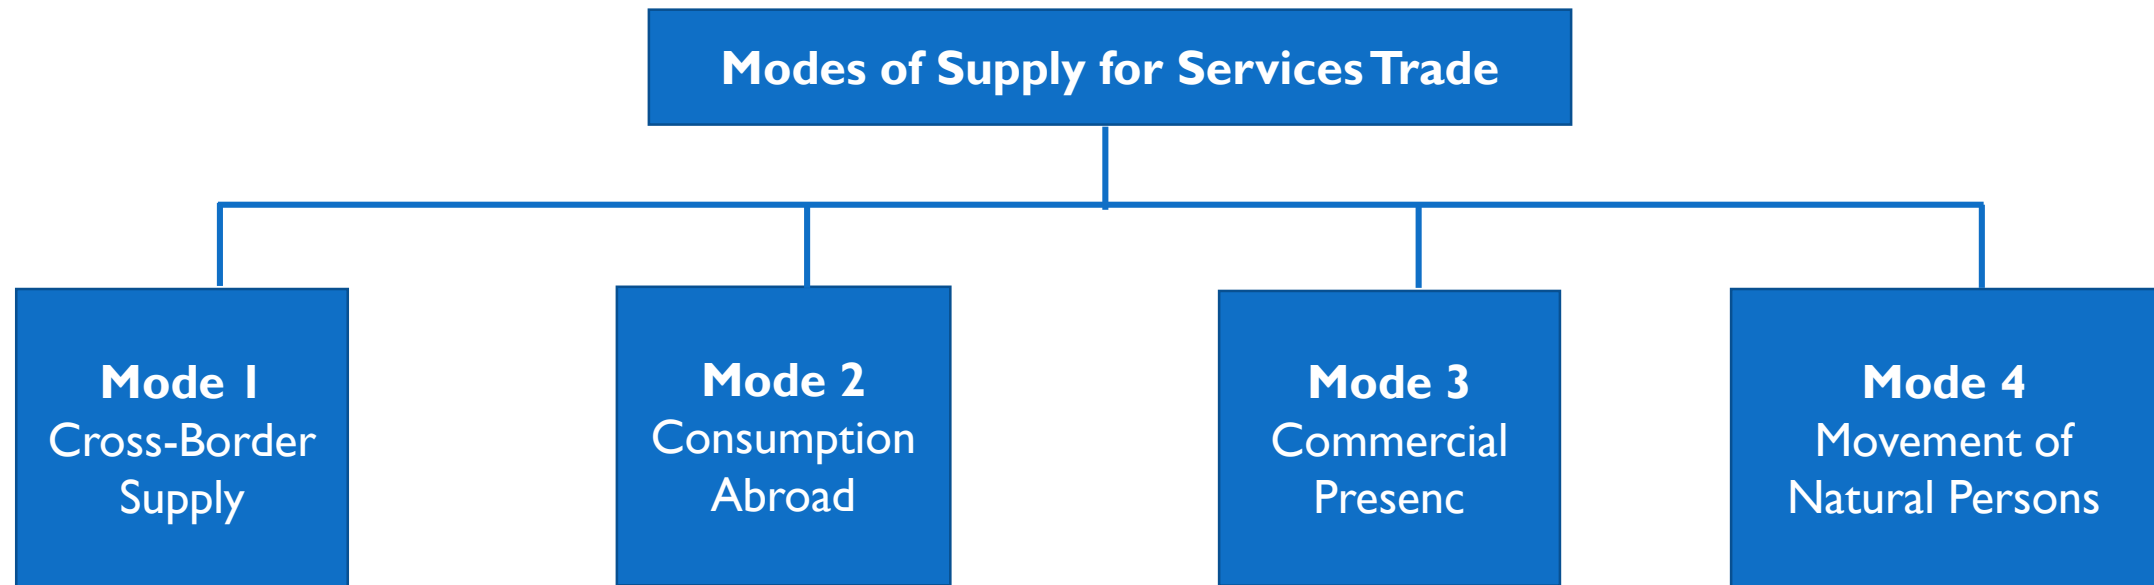 Modes of Supply for Services Trade
Mode 1
Cross-Border
Supply
Mode 2
Consumption
Abroad
Mode 3
Commercial
Presenc
Mode 4
Movement of
Natural Persons